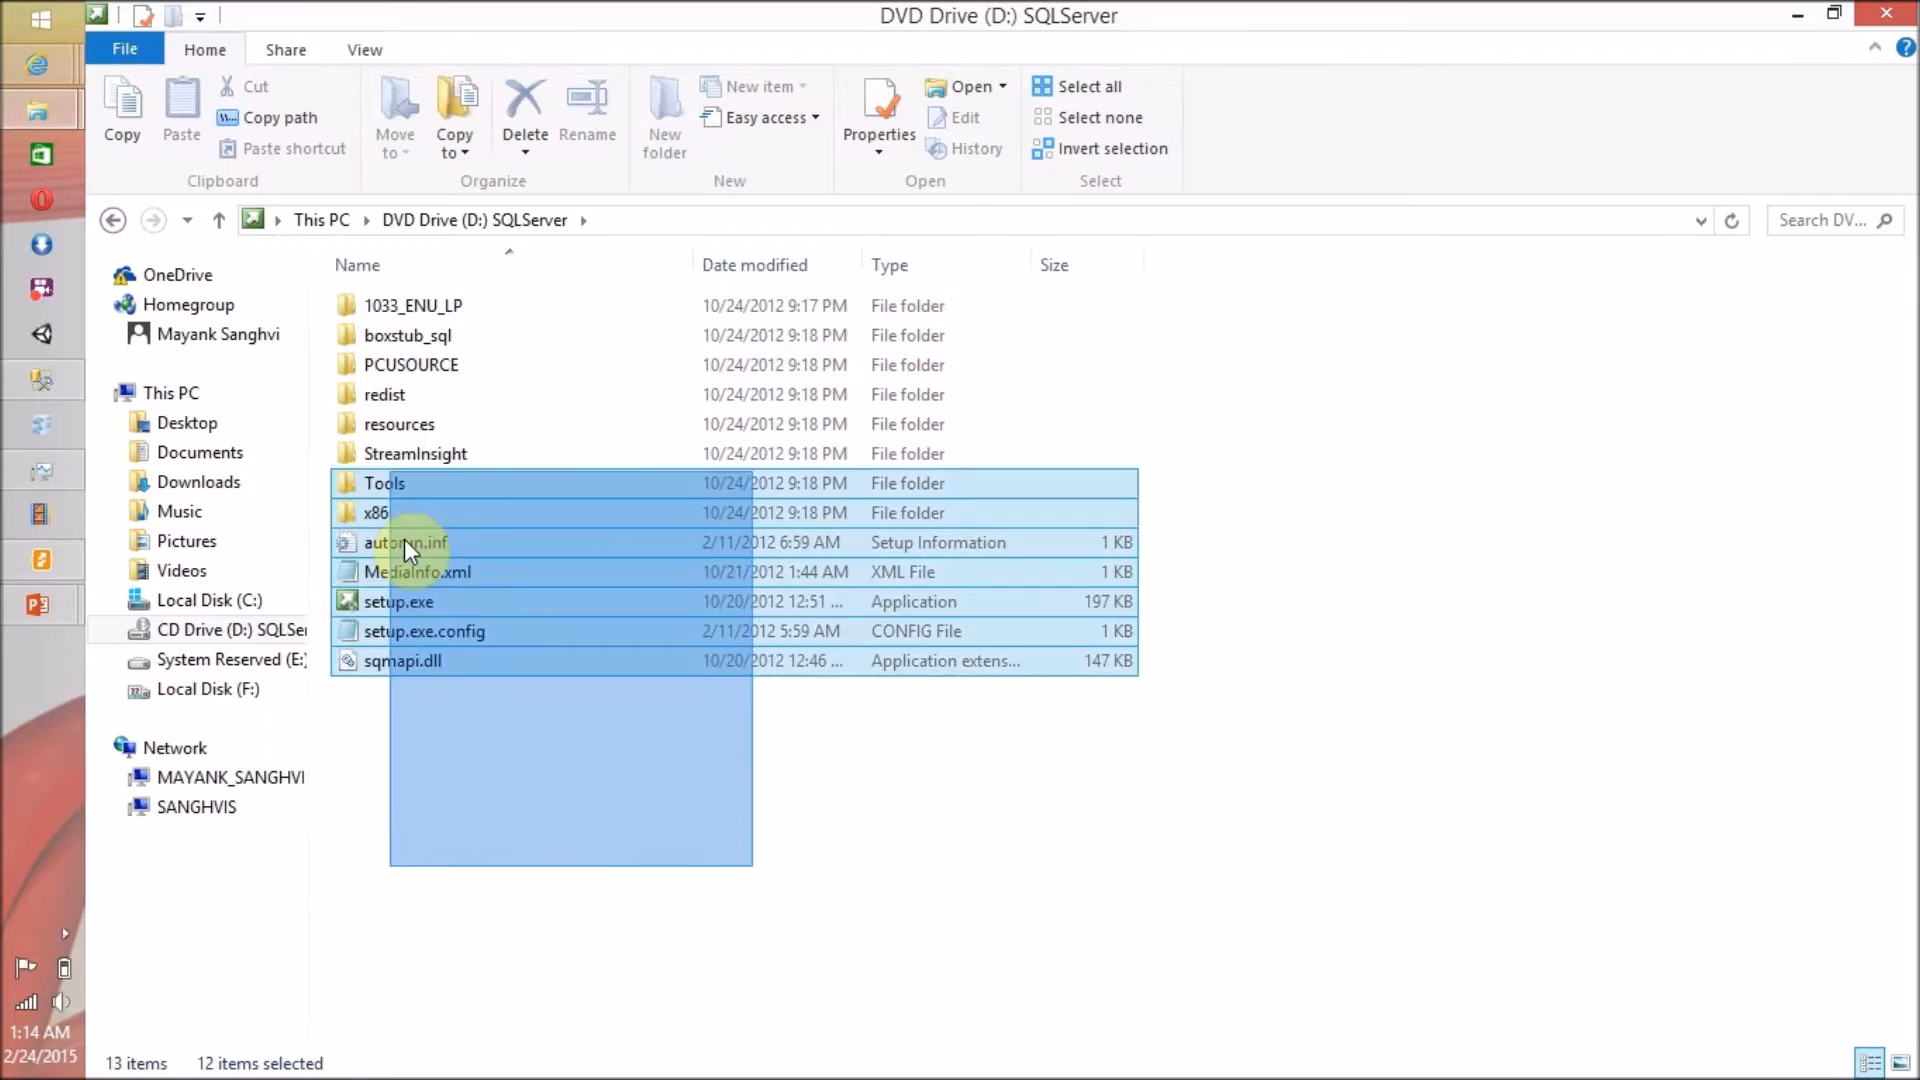 DVD Drive (D:) SQLServer
File Home Share View
Copy
Paste
Cut
Copy path
Paste shortcut
Clipboard
Move to
Copy to
Delete
Rename
Organize
New folder
New item
Easy access
New
Properties
Open
Edit
History
Open
Select all
Select none
Invert selection
Select
This PC DVD Drive (D:) SQLServer
Search DV...
Name Date modified Type Size
OneDrive
Homegroup
Mayank Sanghvi
This PC
Desktop
Documents
Downloads
Music
Pictures
Videos
Local Disk (C:)
CD Drive (D:) SQLSer
System Reserved (E:)
Local Disk (F:)
Network
MAYANK_SANGHVI
SANGHVIS
1033_ENU_LP 10/24/2012 9:17 PM File folder
boxstub_sql 10/24/2012 9:18 PM File folder
PCUSOURCE 10/24/2012 9:18 PM File folder
redist 10/24/2012 9:18 PM File folder
resources 10/24/2012 9:18 PM File folder
StreamInsight 10/24/2012 9:18 PM File folder
Tools 10/24/2012 9:18 PM File folder
x86 10/24/2012 9:18 PM File folder
autorun.inf 2/11/2012 6:59 AM Setup Information 1 KB
MediaInfo.xml 10/21/2012 1:44 AM XML File 1 KB
setup.exe 10/20/2012 12:51 ... Application 197 KB
setup.exe.config 2/11/2012 5:59 AM CONFIG File 1 KB
sqmapi.dll 10/20/2012 12:46 ... Application extens... 147 KB
1:14 AM
2/24/2015
13 items 12 items selected